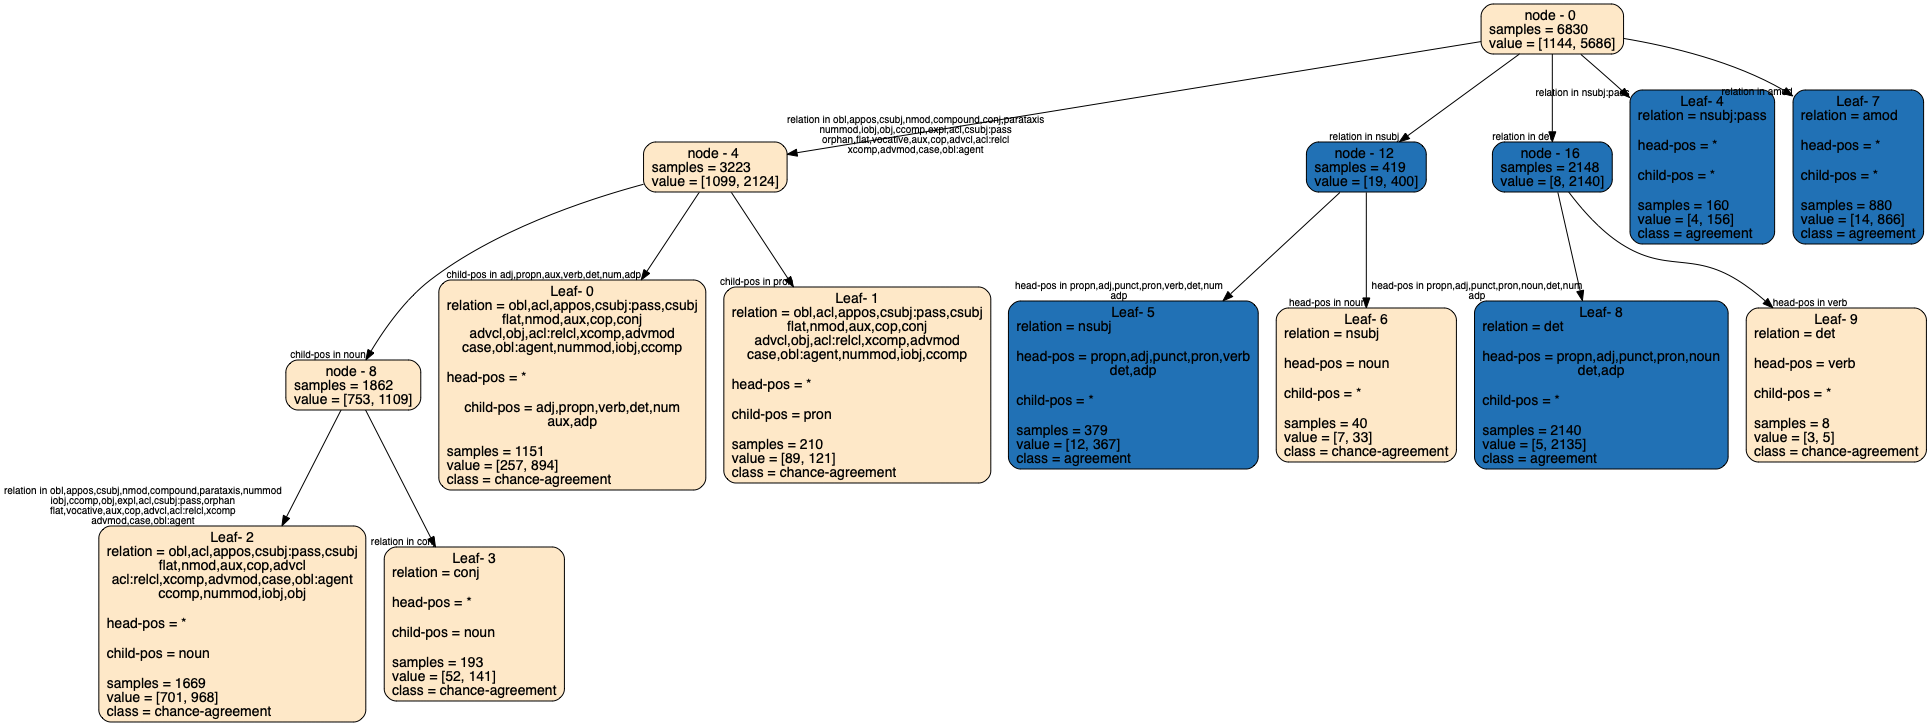 node - 0
samples = 6830
value = [1144, 5686]
relation in obl,appos,csubj,nmod,compound,conj,parataxis
nummod,iobj,obj,ccomp,expl,acl,csubj:pass
orphan,flat,vocative,aux,cop,advcl,acl:relcl
xcomp,advmod,case,obl:agent
relation in nsubj
relation in det
relation in nsubj:pass
relation in amod
node - 4
samples = 3223
value = [1099, 2124]
node - 12
samples = 419
value = [19, 400]
node - 16
samples = 2148
value = [8, 2140]
Leaf- 4
relation = nsubj:pass
head-pos = *
child-pos = *
samples = 160
value = [4, 156]
class = agreement
Leaf- 7
relation = amod
head-pos = *
child-pos = *
samples = 880
value = [14, 866]
class = agreement
child-pos in noun
child-pos in adj,propn,aux,verb,det,num,adp
child-pos in pron
head-pos in propn,adj,punct,pron,verb,det,num
adp
head-pos in noun
head-pos in propn,adj,punct,pron,noun,det,num
adp
head-pos in verb
node - 8
samples = 1862
value = [753, 1109]
Leaf- 0
relation = obl,acl,appos,csubj:pass,csubj
flat,nmod,aux,cop,conj
advcl,obj,acl:relcl,xcomp,advmod
case,obl:agent,nummod,iobj,ccomp
head-pos = *
child-pos = adj,propn,verb,det,num
aux,adp
samples = 1151
value = [257, 894]
class = chance-agreement
Leaf- 1
relation = obl,acl,appos,csubj:pass,csubj
flat,nmod,aux,cop,conj
advcl,obj,acl:relcl,xcomp,advmod
case,obl:agent,nummod,iobj,ccomp
head-pos = *
child-pos = pron
samples = 210
value = [89, 121]
class = chance-agreement
Leaf- 5
relation = nsubj
head-pos = propn,adj,punct,pron,verb
det,adp
child-pos = *
samples = 379
value = [12, 367]
class = agreement
Leaf- 6
relation = nsubj
head-pos = noun
child-pos = *
samples = 40
value = [7, 33]
class = chance-agreement
Leaf- 8
relation = det
head-pos = propn,adj,punct,pron,noun
det,adp
child-pos = *
samples = 2140
value = [5, 2135]
class = agreement
Leaf- 9
relation = det
head-pos = verb
child-pos = *
samples = 8
value = [3, 5]
class = chance-agreement
relation in obl,appos,csubj,nmod,compound,parataxis,nummod
iobj,ccomp,obj,expl,acl,csubj:pass,orphan
flat,vocative,aux,cop,advcl,acl:relcl,xcomp
advmod,case,obl:agent
relation in conj
Leaf- 2
relation = obl,acl,appos,csubj:pass,csubj
flat,nmod,aux,cop,advcl
acl:relcl,xcomp,advmod,case,obl:agent
ccomp,nummod,iobj,obj
head-pos = *
child-pos = noun
samples = 1669
value = [701, 968]
class = chance-agreement
Leaf- 3
relation = conj
head-pos = *
child-pos = noun
samples = 193
value = [52, 141]
class = chance-agreement